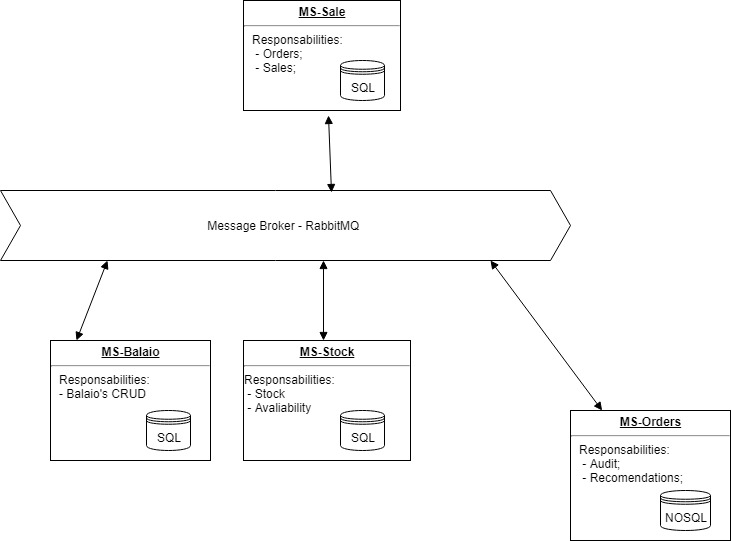 MS-Sale
Responsabilities:
- Orders;
- Sales;
SQL
Message Broker - RabbitMQ
MS-Balaio
Responsabilities:
- Balaio's CRUD
SQL
MS-Stock
Responsabilities:
- Stock
- Avaliability
SQL
MS-Orders
Responsabilities:
- Audit;
- Recomendations;
NOSQL